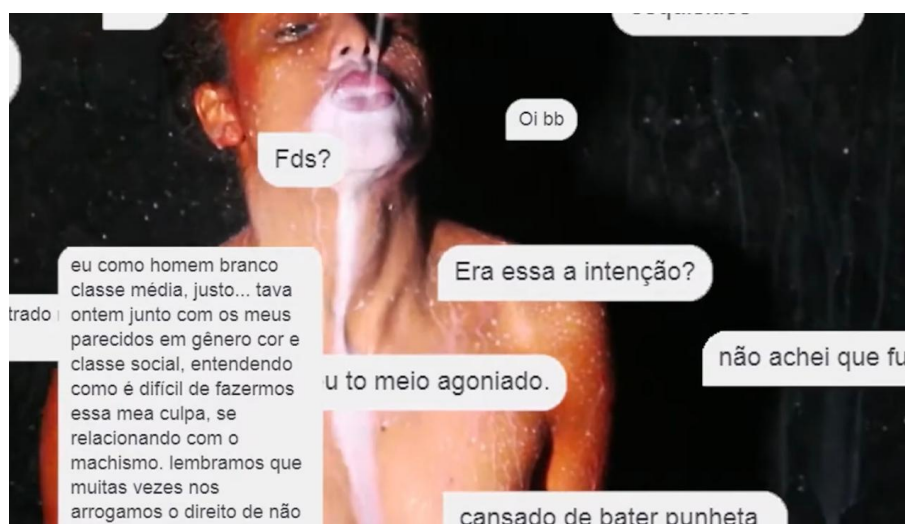 Oi bb
Fds?
eu como homem branco
classe média, justo... tava
ontem junto com os meus
parecidos em gênero cor e
classe social, entendendo
como é difícil de fazermos
essa mea culpa, se
relacionando com o
machismo. lembramos que
muitas vezes nos
arrogamos o direito de não
Era essa a intenção?
trado
não achei que fu
u to meio agoniado.
cansado de bater punheta